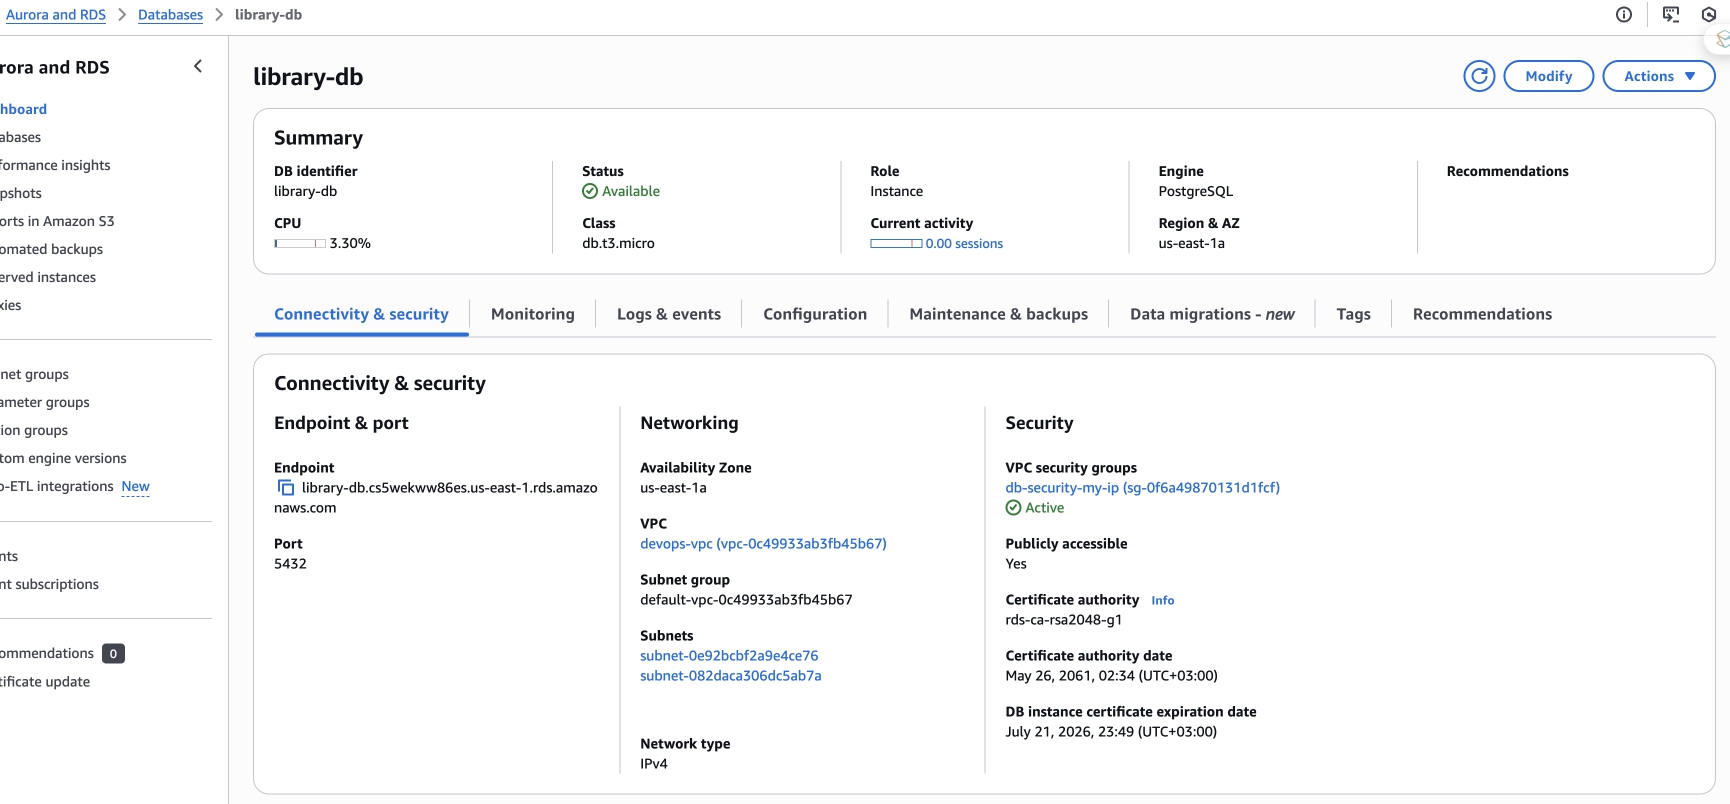 Aurora and RDS > Databases > library-db
rora and RDS
hboard
abases
formance insights
pshots
orts in Amazon S3
omated backups
erved instances
xies
net groups
ameter groups
ion groups
tom engine versions
o-ETL integrations New
nts
nt subscriptions
ommendations 0
tificate update
library-db
Modify
Actions
Summary
DB identifier
library-db
CPU
3.30%
Status
Available
Class
db.t3.micro
Role
Instance
Current activity
0.00 sessions
Engine
PostgreSQL
Region & AZ
us-east-1a
Recommendations
Connectivity & security
Monitoring
Logs & events
Configuration
Maintenance & backups
Data migrations - new
Tags
Recommendations
Connectivity & security
Endpoint & port
Endpoint
library-db.cs5wekww86es.us-east-1.rds.amazo
naws.com
Port
5432
Networking
Availability Zone
us-east-1a
VPC
devops-vpc (vpc-0c49933ab3fb45b67)
Subnet group
default-vpc-0c49933ab3fb45b67
Subnets
subnet-0e92bcbf2a9e4ce76
subnet-082daca306dc5ab7a
Network type
IPv4
Security
VPC security groups
db-security-my-ip (sg-0f6a49870131d1fcf)
Active
Publicly accessible
Yes
Certificate authority Info
rds-ca-rsa2048-g1
Certificate authority date
May 26, 2061, 02:34 (UTC+03:00)
DB instance certificate expiration date
July 21, 2026, 23:49 (UTC+03:00)